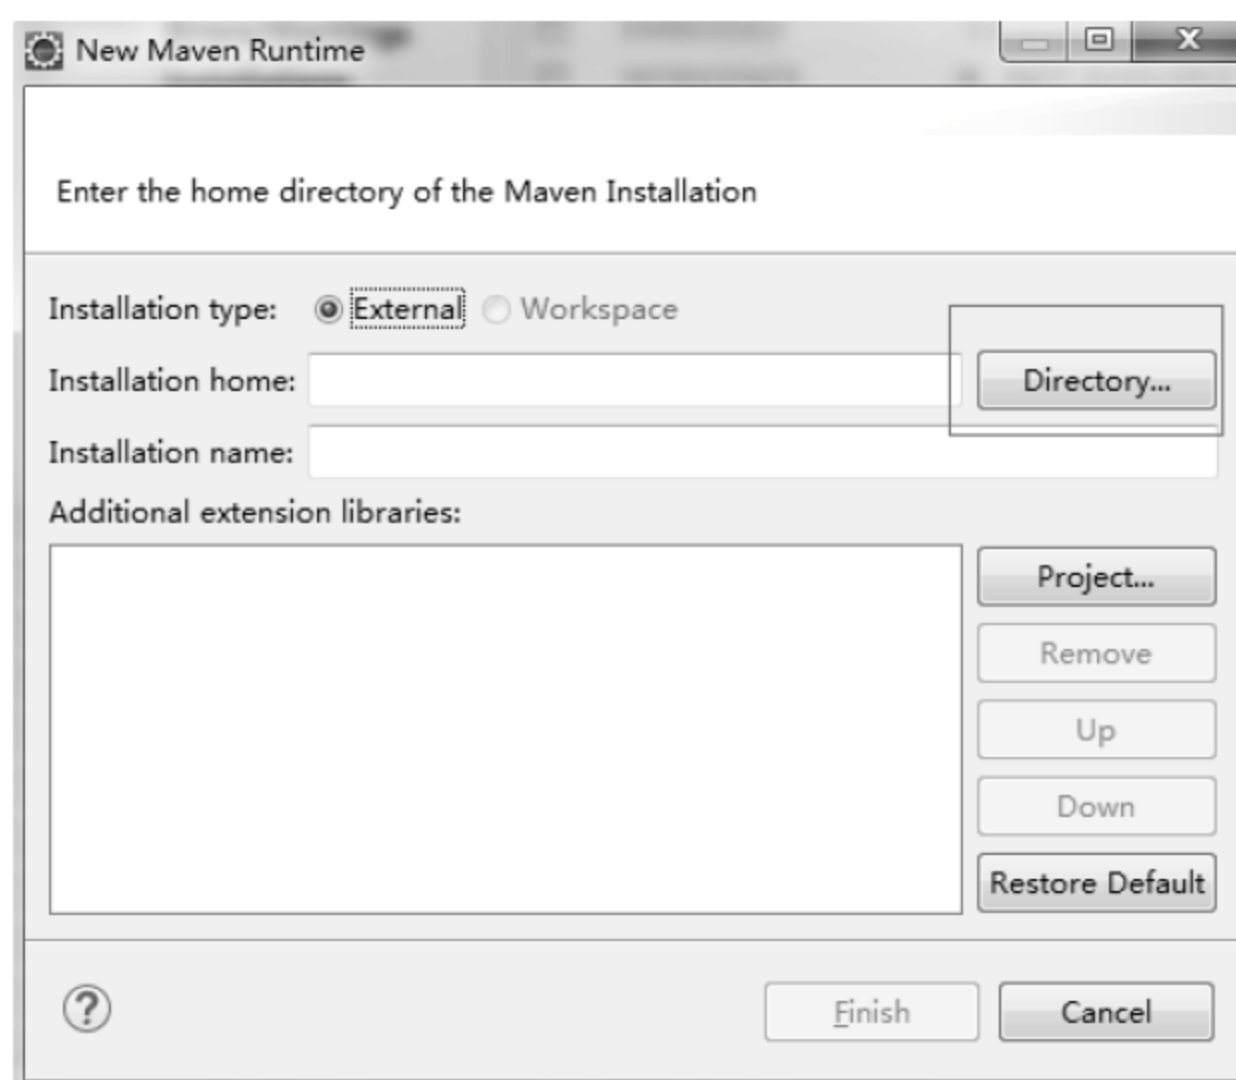 New Maven Runtime
Enter the home directory of the Maven Installation
Installation type: External Workspace
Installation home: Directory...
Installation name:
Additional extension libraries:
Project...
Remove
Up
Down
Restore Default
Finish Cancel